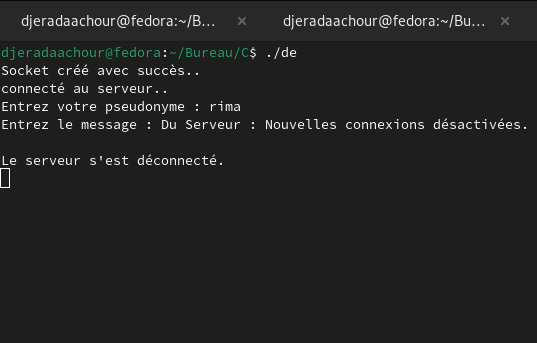 djeradaachour@fedora:~/B... × djeradaachour@fedora:~/Bu... ×
djeradaachour@fedora:~/Bureau/C$ ./de
Socket créé avec succès..
connecté au serveur..
Entrez votre pseudonyme : rima
Entrez le message : Du Serveur : Nouvelles connexions désactivées.
Le serveur s'est déconnecté.